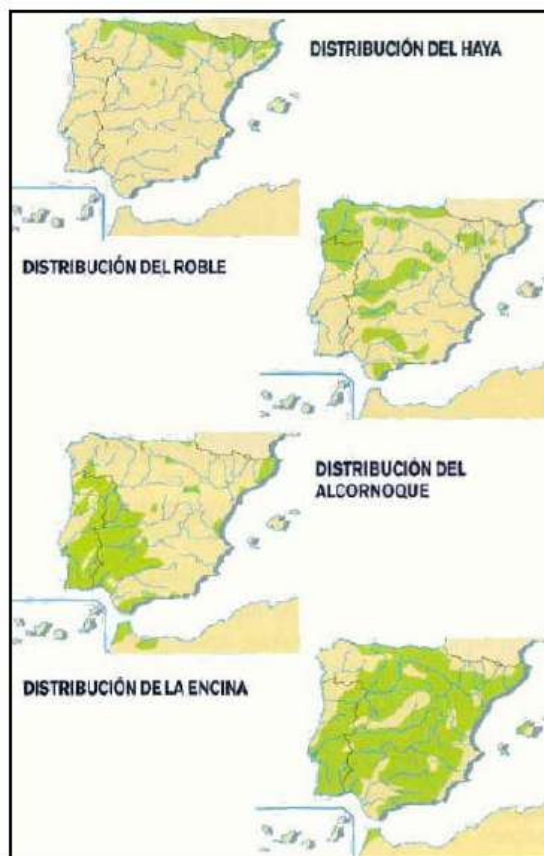 DISTRIBUCIÓN DEL HAYA
DISTRIBUCIÓN DEL ROBLE
DISTRIBUCIÓN DEL
ALCORNOQUE
DISTRIBUCIÓN DE LA ENCINA